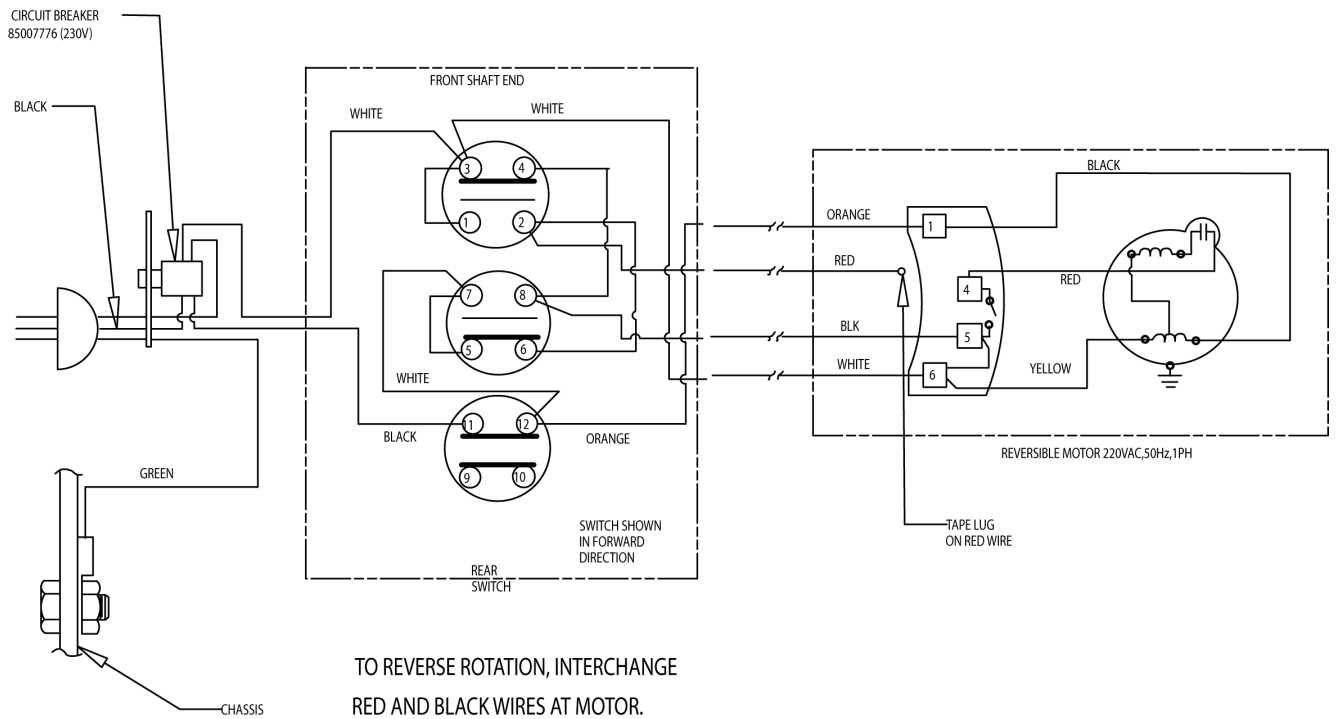 CIRCUIT BREAKER
85007776 (230V)
BLACK
FRONT SHAFT END
WHITE
WHITE
3
4
1
2
7
8
5
6
WHITE
11
12
9
10
BLACK
ORANGE
SWITCH SHOWN
IN FORWARD
DIRECTION
REAR
SWITCH
GREEN
CHASSIS
ORANGE
RED
BLK
WHITE
1
4
5
6
BLACK
RED
YELLOW
REVERSIBLE MOTOR 220VAC,50Hz,1PH
TAPE LUG
ON RED WIRE
TO REVERSE ROTATION, INTERCHANGE
RED AND BLACK WIRES AT MOTOR.